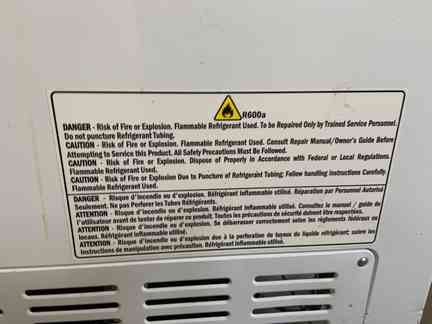 R600a
DANGER - Risk of Fire or Explosion. Flammable Refrigerant Used. To be Repaired Only by Trained Service Personnel.
Do not puncture Refrigerant Tubing.
CAUTION - Risk of Fire or Explosion. Flammable Refrigerant Used. Consult Repair Manual/Owner's Guide Before
Attempting to Service this Product. All Safety Precautions Must Be Followed.
CAUTION - Risk of Fire or Explosion. Dispose of Properly in Accordance with Federal or Local Regulations.
Flammable Refrigerant Used.
CAUTION - Risk of Fire or Explosion Due to Puncture of Refrigerant Tubing; Follow handling Instructions Carefully.
Flammable Refrigerant Used.
DANGER - Risque d'incendie ou d'explosion. Réfrigérant inflammable utilisé. Réparation par Personnel Autorisé
Seulement. Ne pas Perforer les Tubes Réfrigérants.
ATTENTION - Risque d'incendie ou d'explosion. Réfrigérant inflammable utilisé. Consultez le manuel / guide de
l'utilisateur avant de tenter de réparer ce produit. Toutes les précautions de sécurité doivent être respectées.
ATTENTION - Risque d'incendie ou d'explosion. Se débarrasser correctement selon les règlements fédéraux ou
locaux. Réfrigérant inflammable utilisé.
ATTENTION - Risque d'incendie ou d'explosion due à la perforation de tuyaux de liquide réfrigérant; suivre les
instructions de manipulation avec précaution. Réfrigérant inflammable utilisé.